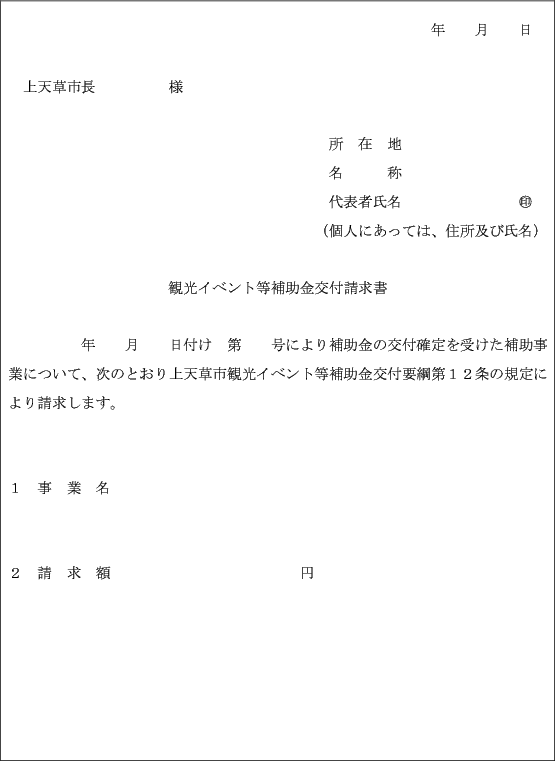 年　　月　　日
上天草市長　　　　　様
所　在　地
名　　　称
代表者氏名　　　　　　　　㊞
（個人にあっては、住所及び氏名）
観光イベント等補助金交付請求書
年　　月　　日付け　第　　号により補助金の交付確定を受けた補助事
業について、次のとおり上天草市観光イベント等補助金交付要綱第１２条の規定に
より請求します。
１　事　業　名
２　請　求　額　　　　　　　　　　　　　円